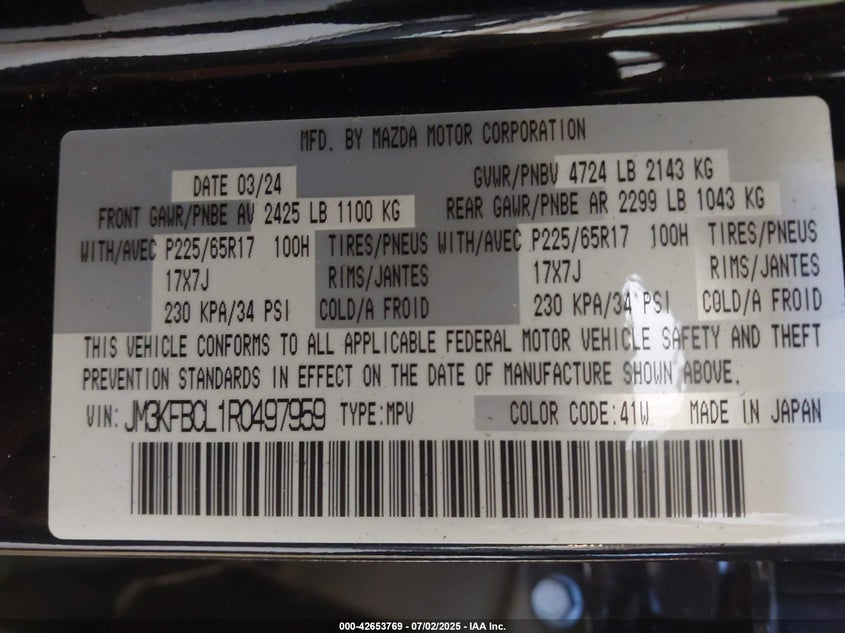 MFD. BY MAZDA MOTOR CORPORATION
DATE 03/24 GVWR/PNBV 4724 LB 2143 KG
FRONT GAWR/PNBE AV 2425 LB 1100 KG REAR GAWR/PNBE AR 2299 LB 1043 KG
WITH/AVEC P225/65R17 100H TIRES/PNEUS WITH/AVEC P225/65R17 100H TIRES/PNEUS
17X7J RIMS/JANTES 17X7J RIMS/JANTES
230 KPA/34 PSI COLD/A FROID 230 KPA/34 PSI COLD/A FROID
THIS VEHICLE CONFORMS TO ALL APPLICABLE FEDERAL MOTOR VEHICLE SAFETY AND THEFT
PREVENTION STANDARDS IN EFFECT ON THE DATE OF MANUFACTURE SHOWN ABOVE.
VIN: JM3KFBCL1R0497959 TYPE:MPV COLOR CODE:41W MADE IN JAPAN
000-42653769 - 07/02/2025 - IAA Inc.